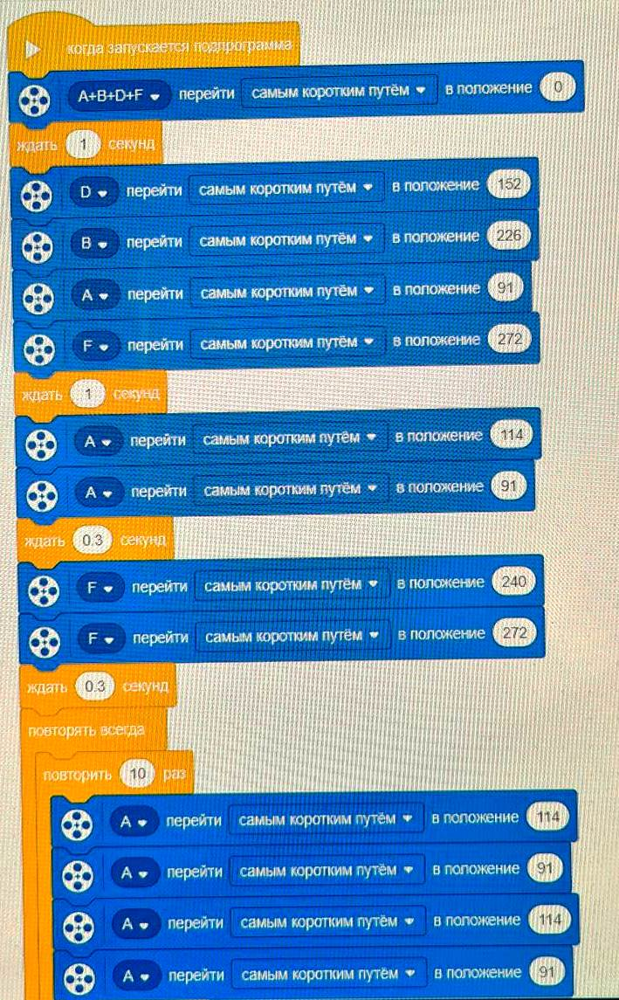 когда запускается подпрограмма
A+B+D+F перейти самым коротким путём в положение 0
ждать 1 секунд
D перейти самым коротким путём в положение 152
B перейти самым коротким путём в положение 226
A перейти самым коротким путём в положение 91
F перейти самым коротким путём в положение 272
ждать 1 секунд
A перейти самым коротким путём в положение 114
A перейти самым коротким путём в положение 91
ждать 0.3 секунд
F перейти самым коротким путём в положение 240
F перейти самым коротким путём в положение 272
ждать 0.3 секунд
повторять всегда
повторить 10 раз
A перейти самым коротким путём в положение 114
A перейти самым коротким путём в положение 91
A перейти самым коротким путём в положение 114
A перейти самым коротким путём в положение 91